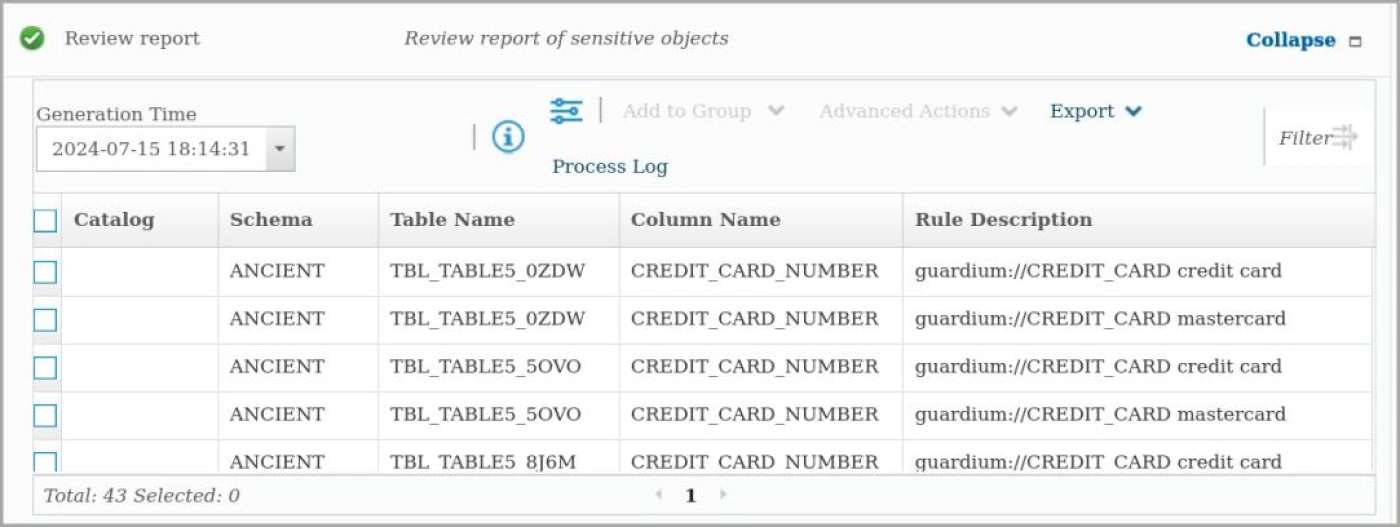 Review report Review report of sensitive objects Collapse
Generation Time
Add to Group Advanced Actions Export
2024-07-15 18:14:31
Filter
Process Log
Catalog Schema Table Name Column Name Rule Description
ANCIENT TBL_TABLE5_0ZDW CREDIT_CARD_NUMBER guardium://CREDIT_CARD credit card
ANCIENT TBL_TABLE5_0ZDW CREDIT_CARD_NUMBER guardium://CREDIT_CARD mastercard
ANCIENT TBL_TABLE5_5OVO CREDIT_CARD_NUMBER guardium://CREDIT_CARD credit card
ANCIENT TBL_TABLE5_5OVO CREDIT_CARD_NUMBER guardium://CREDIT_CARD mastercard
ANCIENT TBL_TABLE5_8J6M CREDIT_CARD_NUMBER guardium://CREDIT_CARD credit card
Total: 43 Selected: 0 1